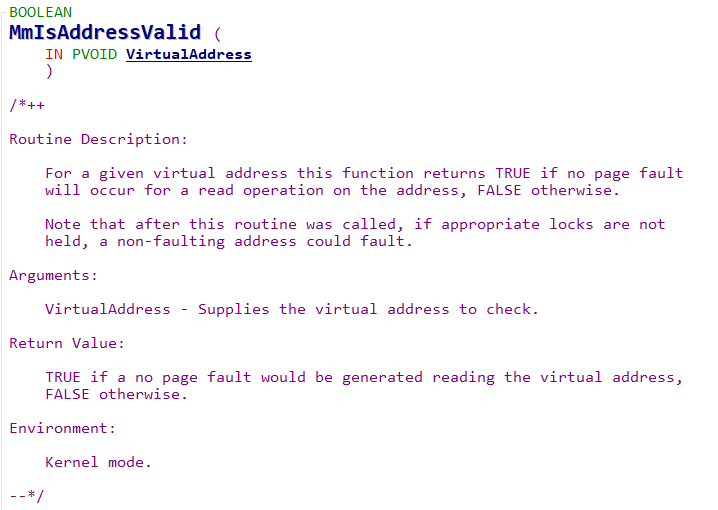 BOOLEAN
MmIsAddressValid (
IN PVOID VirtualAddress
)
/*++
Routine Description:
For a given virtual address this function returns TRUE if no page fault
will occur for a read operation on the address, FALSE otherwise.
Note that after this routine was called, if appropriate locks are not
held, a non-faulting address could fault.
Arguments:
VirtualAddress - Supplies the virtual address to check.
Return Value:
TRUE if a no page fault would be generated reading the virtual address,
FALSE otherwise.
Environment:
Kernel mode.
--*/